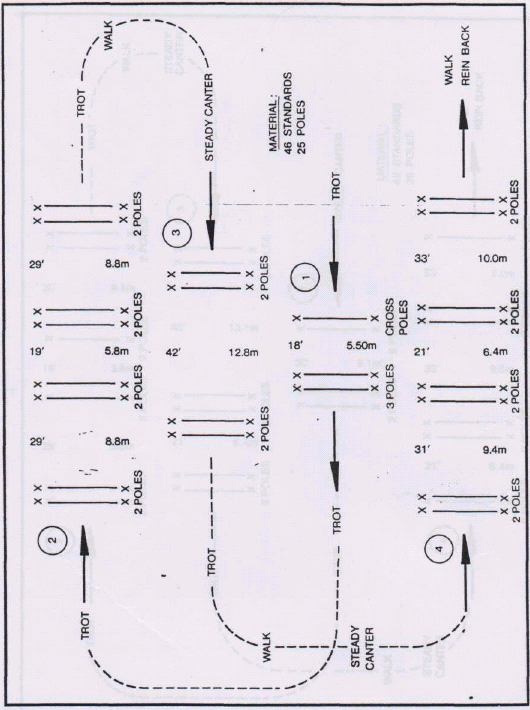 WALK
TROT
STEADY CANTER
MATERIAL:
46 STANDARDS
25 POLES
WALK
REIN BACK
TROT
X X
X X
2 POLES
29' 8.8m
X X
X X
2 POLES
19' 5.8m
X X
X X
2 POLES
29' 8.8m
X X
X X
2 POLES
2
TROT
3
X X
X X
2 POLES
42' 12.8m
X X
X X
2 POLES
TROT
WALK
STEADY
CANTER
1
X X
CROSS
POLES
18' 5.50m
X X
X X
3 POLES
TROT
X X
X X
2 POLES
33' 10.0m
X X
X X
2 POLES
21' 6.4m
X X
X X
2 POLES
31' 9.4m
X X
X X
2 POLES
4